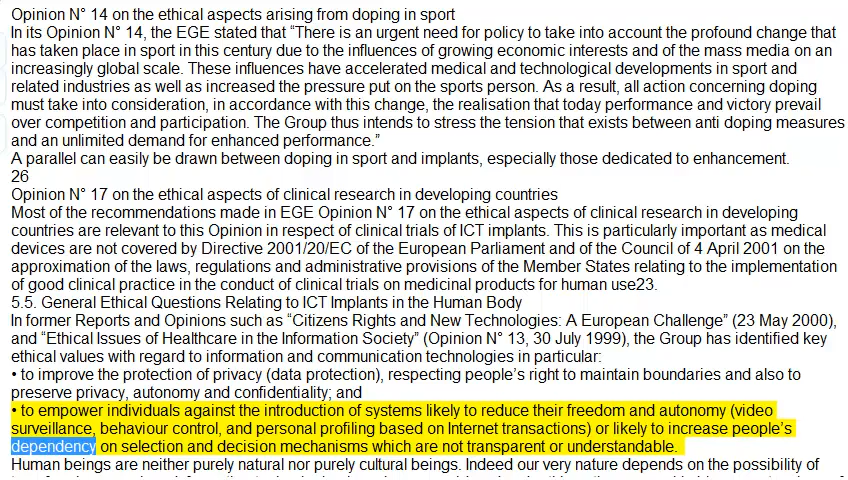 Opinion N° 14 on the ethical aspects arising from doping in sport
In its Opinion N° 14, the EGE stated that “There is an urgent need for policy to take into account the profound change that
has taken place in sport in this century due to the influences of growing economic interests and of the mass media on an
increasingly global scale. These influences have accelerated medical and technological developments in sport and
related industries as well as increased the pressure put on the sports person. As a result, all action concerning doping
must take into consideration, in accordance with this change, the realisation that today performance and victory prevail
over competition and participation. The Group thus intends to stress the tension that exists between anti doping measures
and an unlimited demand for enhanced performance.”
A parallel can easily be drawn between doping in sport and implants, especially those dedicated to enhancement.
26
Opinion N° 17 on the ethical aspects of clinical research in developing countries
Most of the recommendations made in EGE Opinion N° 17 on the ethical aspects of clinical research in developing
countries are relevant to this Opinion in respect of clinical trials of ICT implants. This is particularly important as medical
devices are not covered by Directive 2001/20/EC of the European Parliament and of the Council of 4 April 2001 on the
approximation of the laws, regulations and administrative provisions of the Member States relating to the implementation
of good clinical practice in the conduct of clinical trials on medicinal products for human use23.
5.5. General Ethical Questions Relating to ICT Implants in the Human Body
In former Reports and Opinions such as “Citizens Rights and New Technologies: A European Challenge” (23 May 2000),
and “Ethical Issues of Healthcare in the Information Society” (Opinion N° 13, 30 July 1999), the Group has identified key
ethical values with regard to information and communication technologies in particular:
• to improve the protection of privacy (data protection), respecting people’s right to maintain boundaries and also to
preserve privacy, autonomy and confidentiality; and
• to empower individuals against the introduction of systems likely to reduce their freedom and autonomy (video
surveillance, behaviour control, and personal profiling based on Internet transactions) or likely to increase people’s
dependency on selection and decision mechanisms which are not transparent or understandable.
Human beings are neither purely natural nor purely cultural beings. Indeed our very nature depends on the possibility of